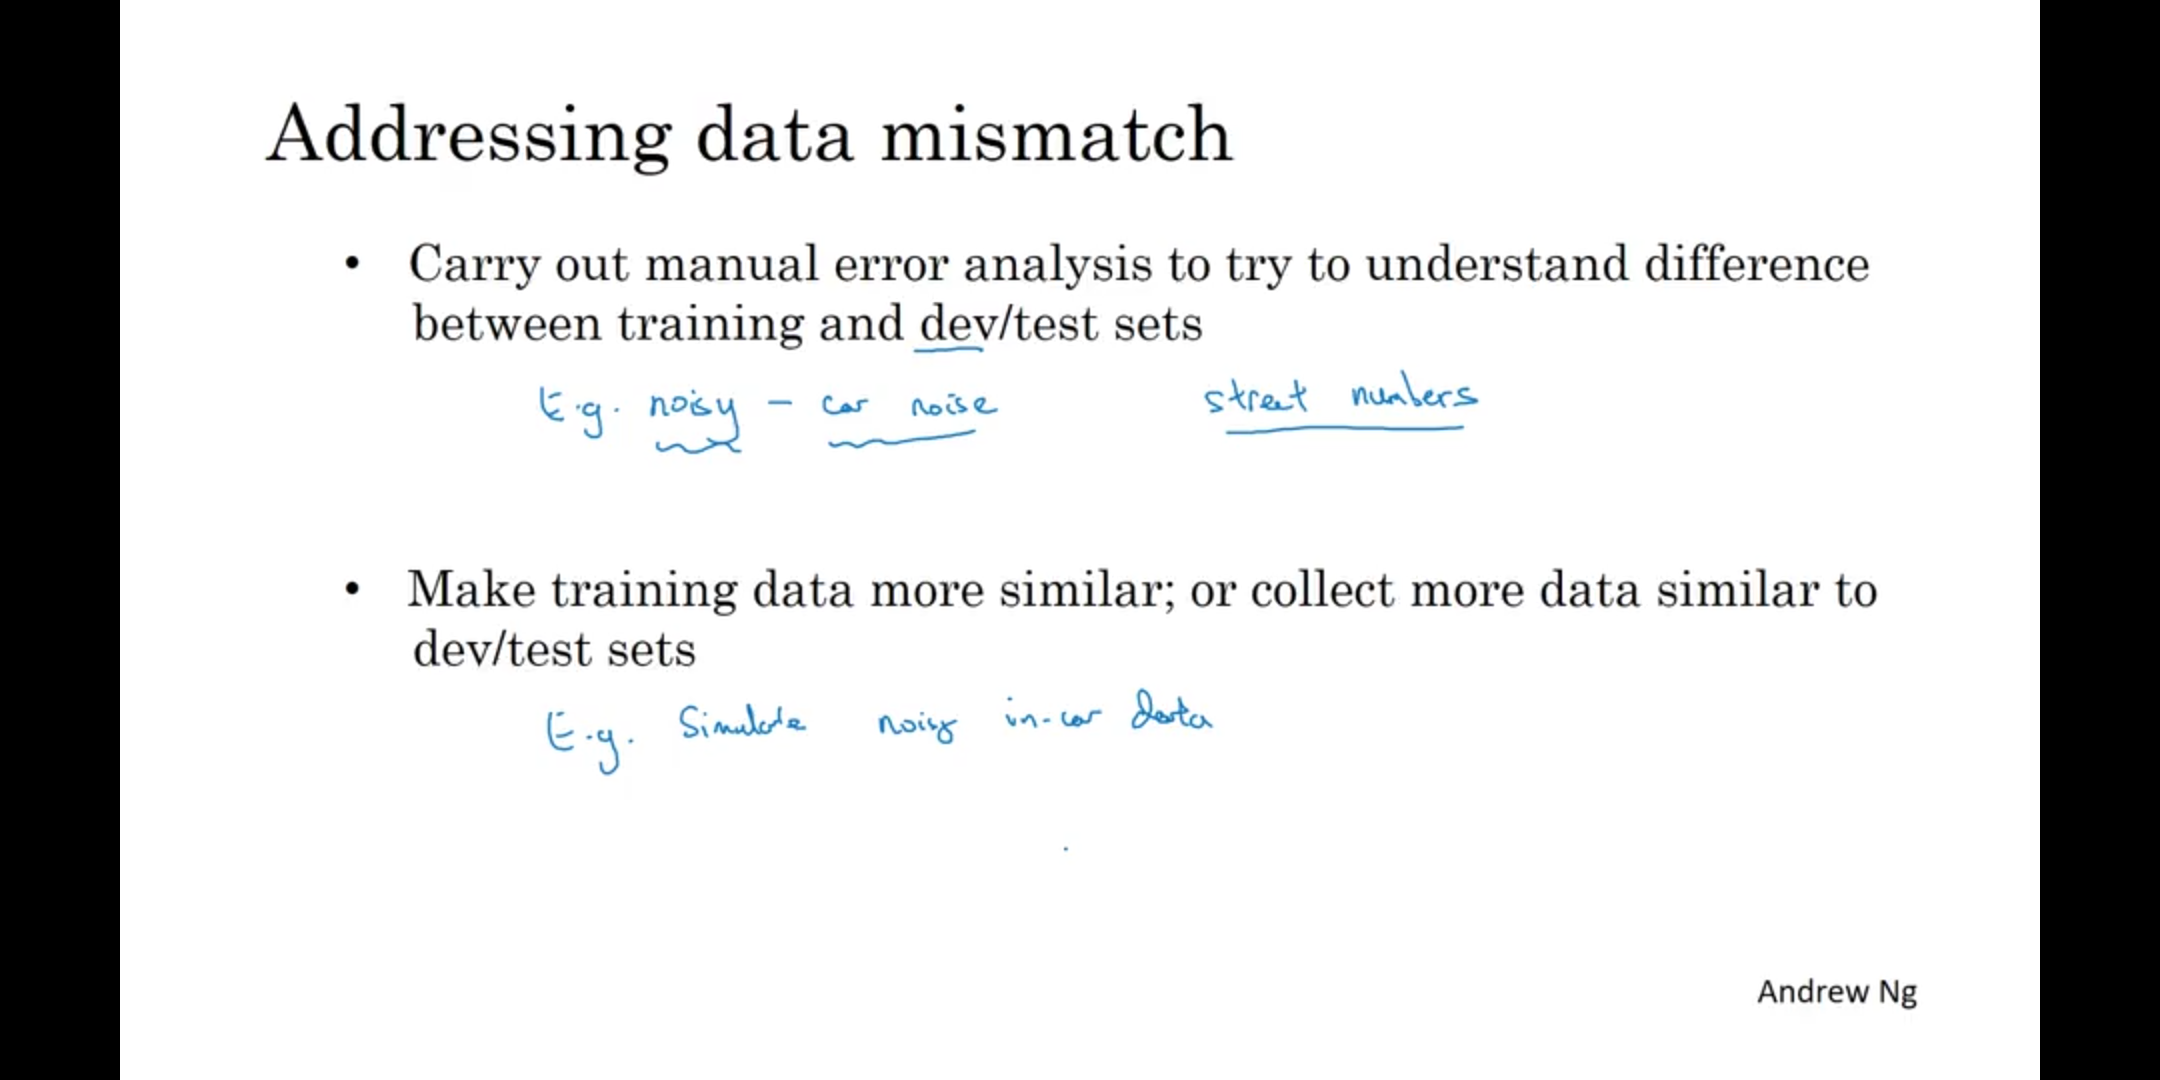 Addressing data mismatch
• Carry out manual error analysis to try to understand difference
between training and dev/test sets
E.g. noisy - car noise street numbers
• Make training data more similar; or collect more data similar to
dev/test sets
E.g. Simulate noisy in-car data
Andrew Ng